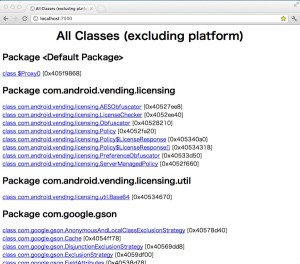 All Classes (excluding platform)
localhost:7000
All Classes (excluding platform)
Package <Default Package>
class $Proxy0 [0x405f9868]
Package com.android.vending.licensing
class com.android.vending.licensing.AESObfuscator [0x40527ee8]
class com.android.vending.licensing.LicenseChecker [0x4052ee40]
class com.android.vending.licensing.Obfuscator [0x40528210]
class com.android.vending.licensing.Policy [0x4052fa20]
class com.android.vending.licensing.Policy$LicenseResponse [0x405340a0]
class com.android.vending.licensing.Policy$LicenseResponse[] [0x40534318]
class com.android.vending.licensing.PreferenceObfuscator [0x40533d50]
class com.android.vending.licensing.ServerManagedPolicy [0x4052f660]
Package com.android.vending.licensing.util
class com.android.vending.licensing.util.Base64 [0x40534670]
Package com.google.gson
class com.google.gson.AnonymousAndLocalClassExclusionStrategy [0x40578d40]
class com.google.gson.Cache [0x4054ff78]
class com.google.gson.DisjunctionExclusionStrategy [0x40569dd8]
class com.google.gson.ExclusionStrategy [0x4059df00]
class com.google.gson.FieldAttributes [0x40536d78]